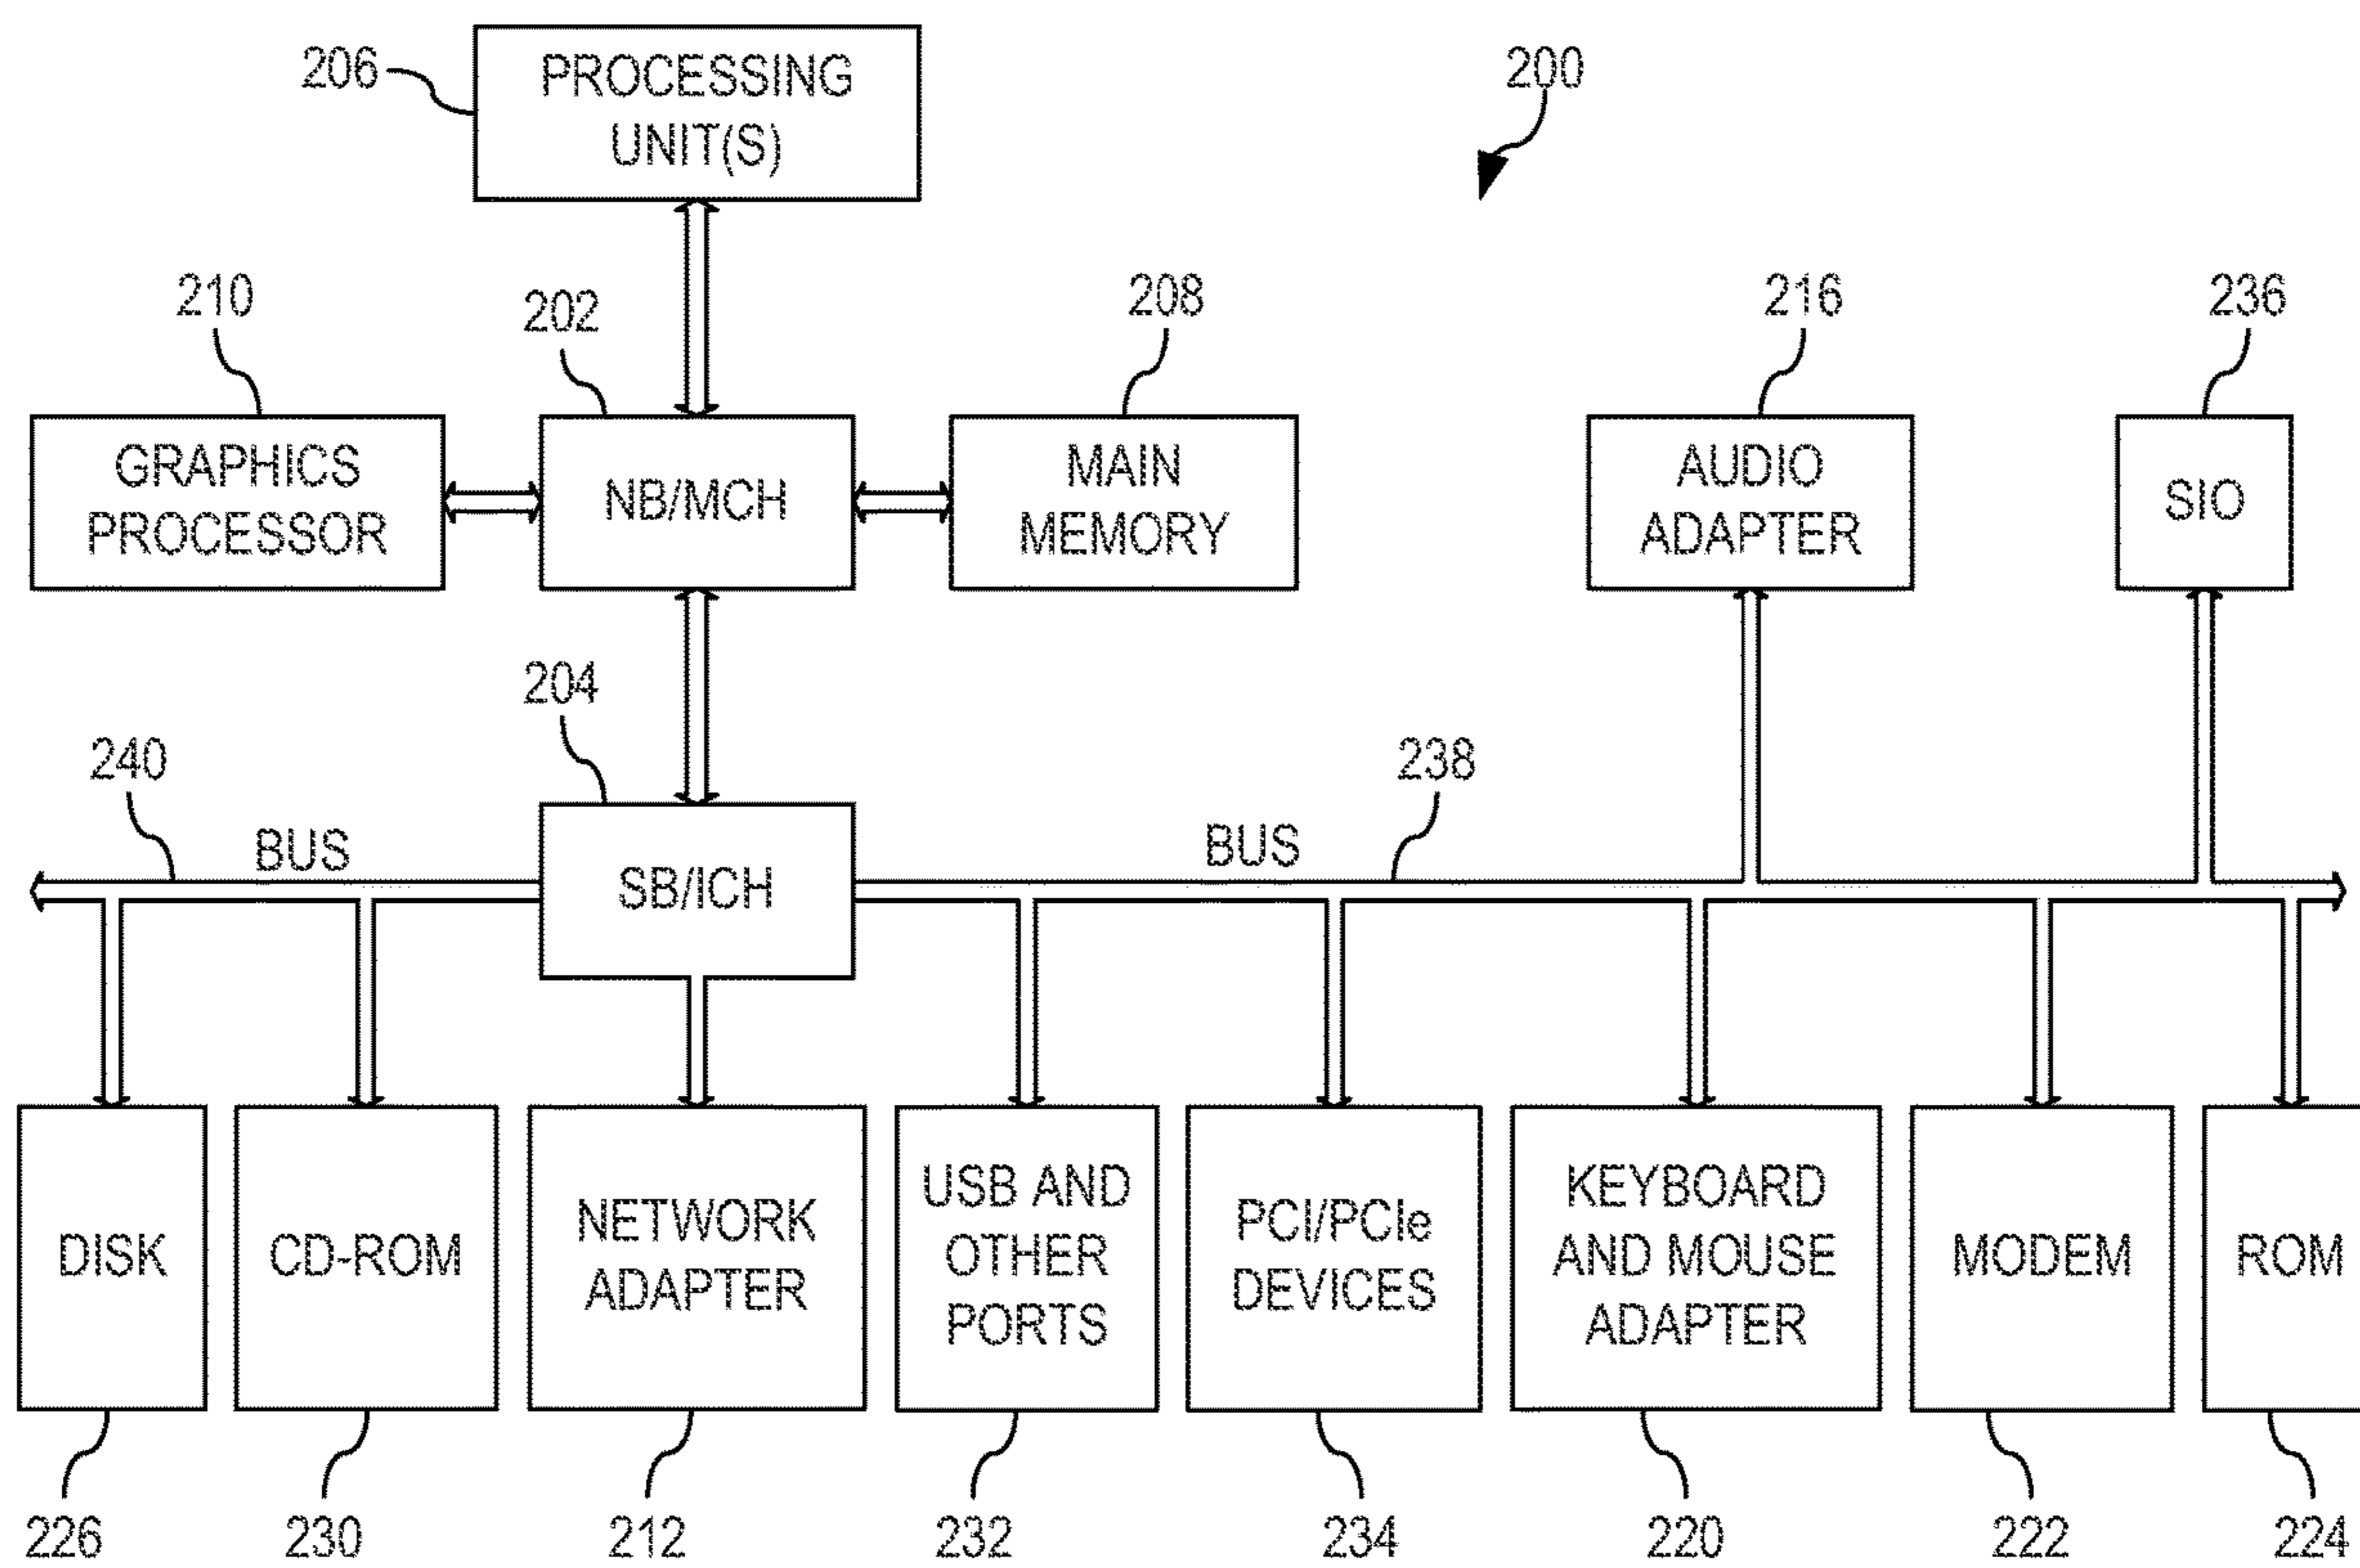 206
PROCESSING
UNIT(S)
200
210
202
208
216
236
GRAPHICS
PROCESSOR
NB/MCH
MAIN
MEMORY
AUDIO
ADAPTER
SIO
204
240
238
BUS
BUS
SB/ICH
DISK
CD-ROM
NETWORK
ADAPTER
USB AND
OTHER
PORTS
PCI/PCIe
DEVICES
KEYBOARD
AND MOUSE
ADAPTER
MODEM
ROM
226
230
212
232
234
220
222
224